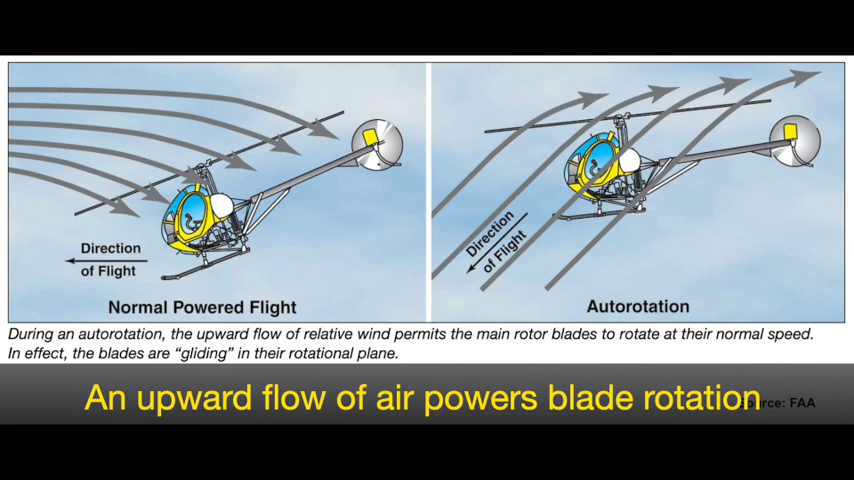 Direction
of Flight
Normal Powered Flight
Direction
of Flight
Autorotation
During an autorotation, the upward flow of relative wind permits the main rotor blades to rotate at their normal speed.
In effect, the blades are “gliding” in their rotational plane.
An upward flow of air powers blade rotation
Source: FAA